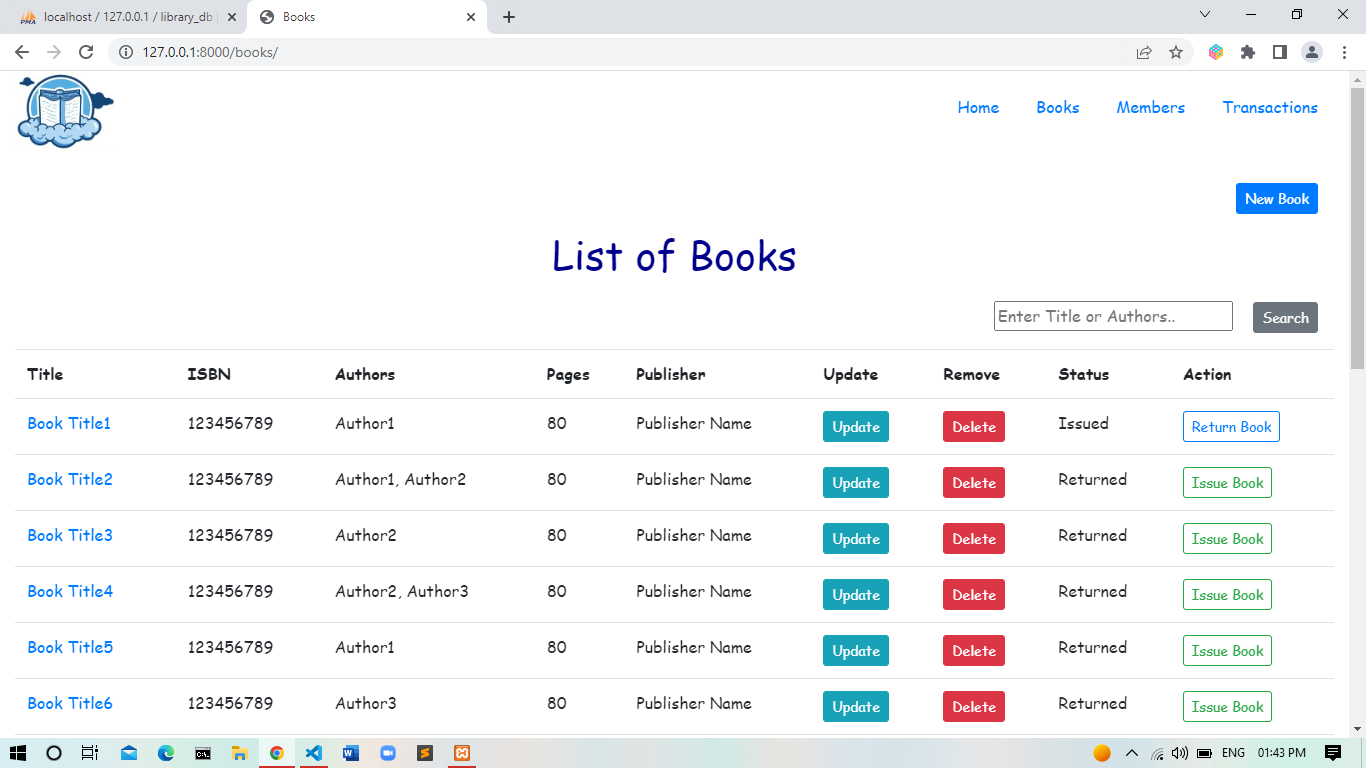 localhost / 127.0.0.1 / library_db |
Books
127.0.0.1:8000/books/
Home Books Members Transactions
New Book
List of Books
Enter Title or Authors..
Search
Title ISBN Authors Pages Publisher Update Remove Status Action
Book Title1 123456789 Author1 80 Publisher Name Update Delete Issued Return Book
Book Title2 123456789 Author1, Author2 80 Publisher Name Update Delete Returned Issue Book
Book Title3 123456789 Author2 80 Publisher Name Update Delete Returned Issue Book
Book Title4 123456789 Author2, Author3 80 Publisher Name Update Delete Returned Issue Book
Book Title5 123456789 Author1 80 Publisher Name Update Delete Returned Issue Book
Book Title6 123456789 Author3 80 Publisher Name Update Delete Returned Issue Book
ENG 01:43 PM